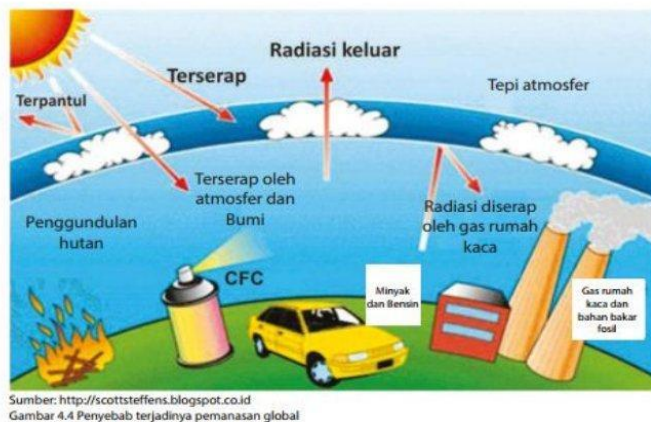 Radiasi keluar
Terserap
Tepi atmosfer
Terpantul
Terserap oleh
atmosfer dan
Bumi
Radiasi diserap
oleh gas rumah
kaca
Penggundulan
hutan
CFC
Minyak
dan Bensin
Gas rumah
kaca dan
bahan bakar
fosil
Sumber: http://scottsteffens.blogspot.co.id
Gambar 4.4 Penyebab terjadinya pemanasan global